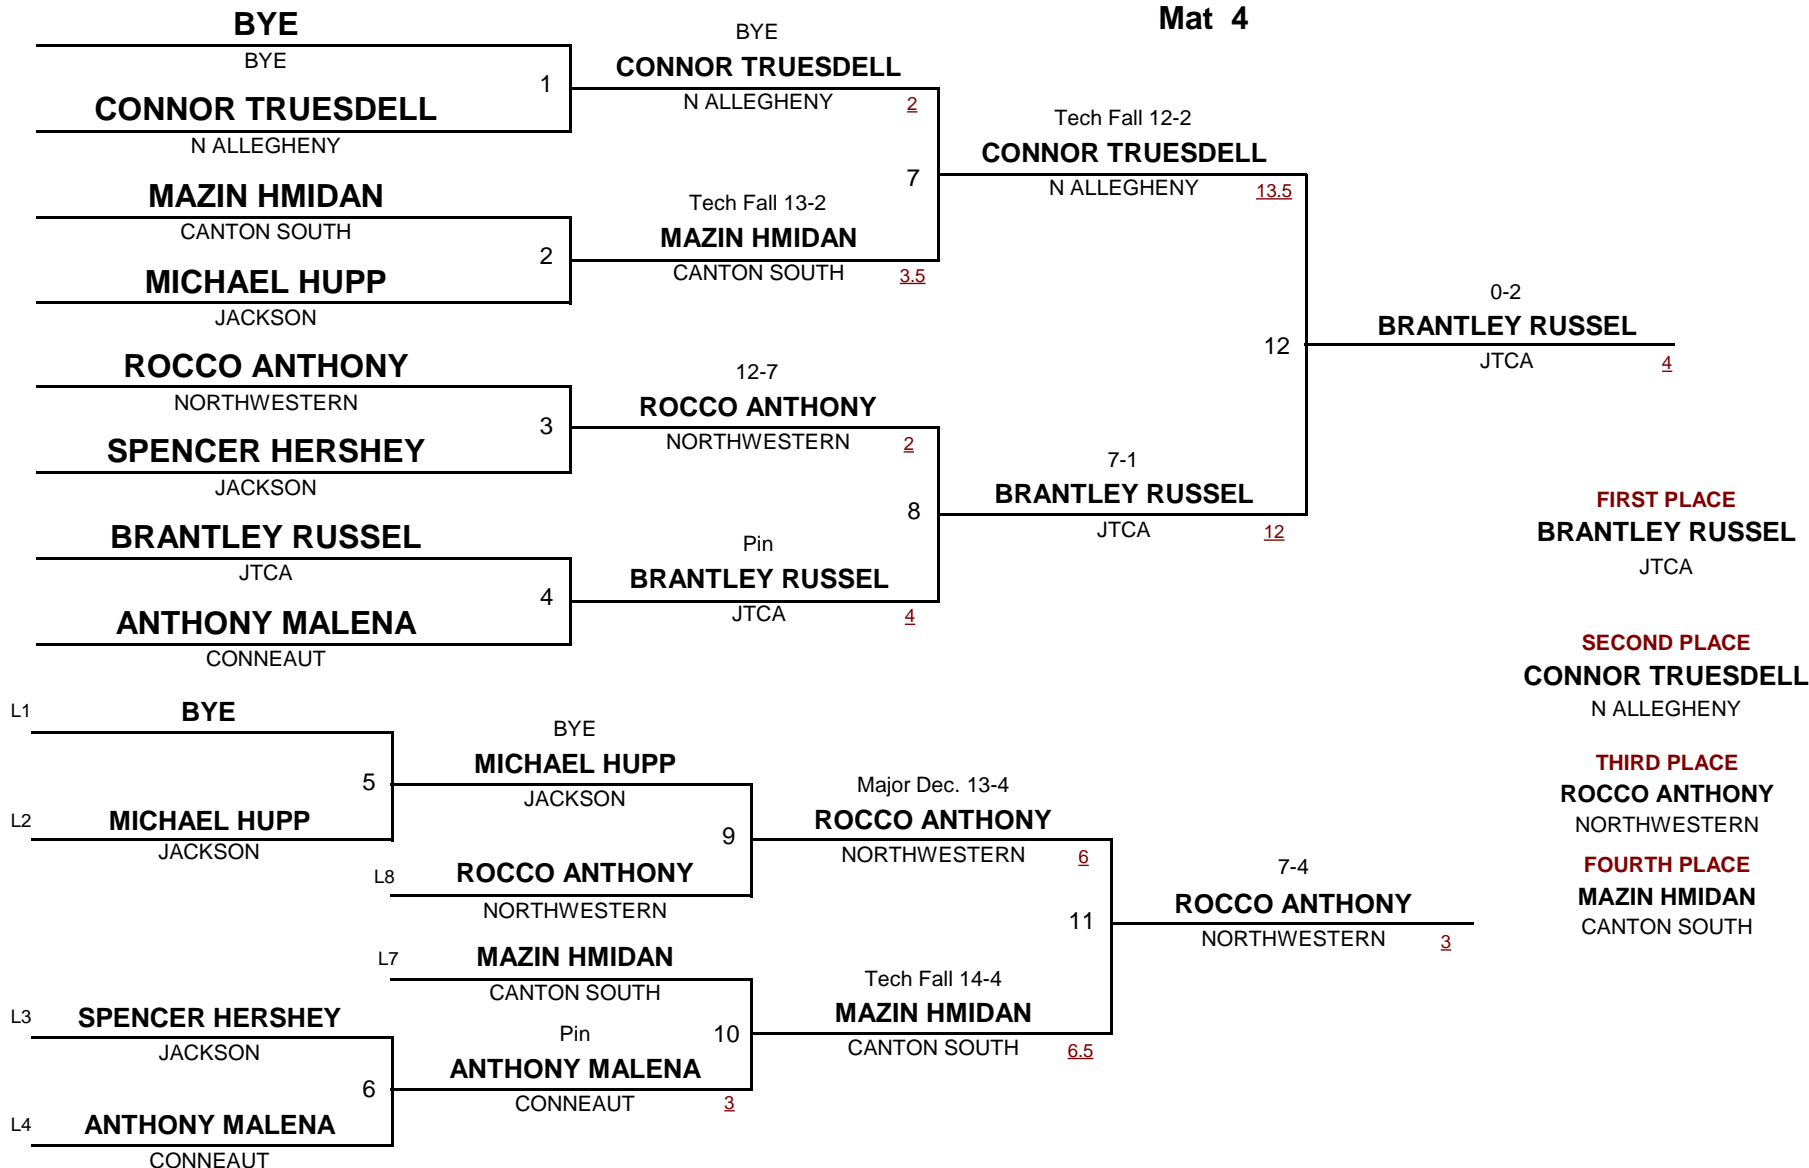 Mat 4
BYE
BYE
1
CONNOR TRUESDELL
N ALLEGHENY
MAZIN HMIDAN
CANTON SOUTH
2
MICHAEL HUPP
JACKSON
ROCCO ANTHONY
NORTHWESTERN
3
SPENCER HERSHEY
JACKSON
BRANTLEY RUSSEL
JTCA
4
ANTHONY MALENA
CONNEAUT
BYE
CONNOR TRUESDELL
N ALLEGHENY 2
7
Tech Fall 13-2
MAZIN HMIDAN
CANTON SOUTH 3.5
12-7
ROCCO ANTHONY
NORTHWESTERN 2
8
Pin
BRANTLEY RUSSEL
JTCA 4
Tech Fall 12-2
CONNOR TRUESDELL
N ALLEGHENY 13.5
12
7-1
BRANTLEY RUSSEL
JTCA 12
0-2
BRANTLEY RUSSEL
JTCA 4
FIRST PLACE
BRANTLEY RUSSEL
JTCA
SECOND PLACE
CONNOR TRUESDELL
N ALLEGHENY
THIRD PLACE
ROCCO ANTHONY
NORTHWESTERN
FOURTH PLACE
MAZIN HMIDAN
CANTON SOUTH
L1 BYE
5
L2 MICHAEL HUPP
JACKSON
L3 SPENCER HERSHEY
JACKSON
6
L4 ANTHONY MALENA
CONNEAUT
BYE
MICHAEL HUPP
JACKSON
9
L8 ROCCO ANTHONY
NORTHWESTERN
L7 MAZIN HMIDAN
CANTON SOUTH
10
Pin
ANTHONY MALENA
CONNEAUT 3
Major Dec. 13-4
ROCCO ANTHONY
NORTHWESTERN 6
11
Tech Fall 14-4
MAZIN HMIDAN
CANTON SOUTH 6.5
7-4
ROCCO ANTHONY
NORTHWESTERN 3